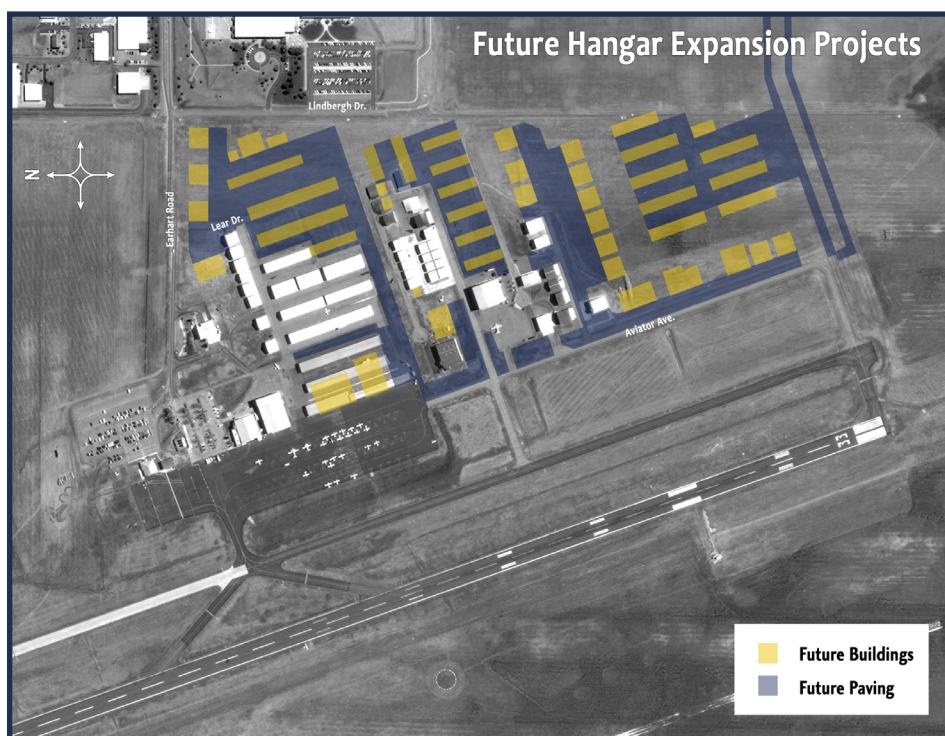 Future Hangar Expansion Projects
Lindbergh Dr.
N
Earhart Road
Lear Dr.
Aviator Ave.
33
Future Buildings
Future Paving